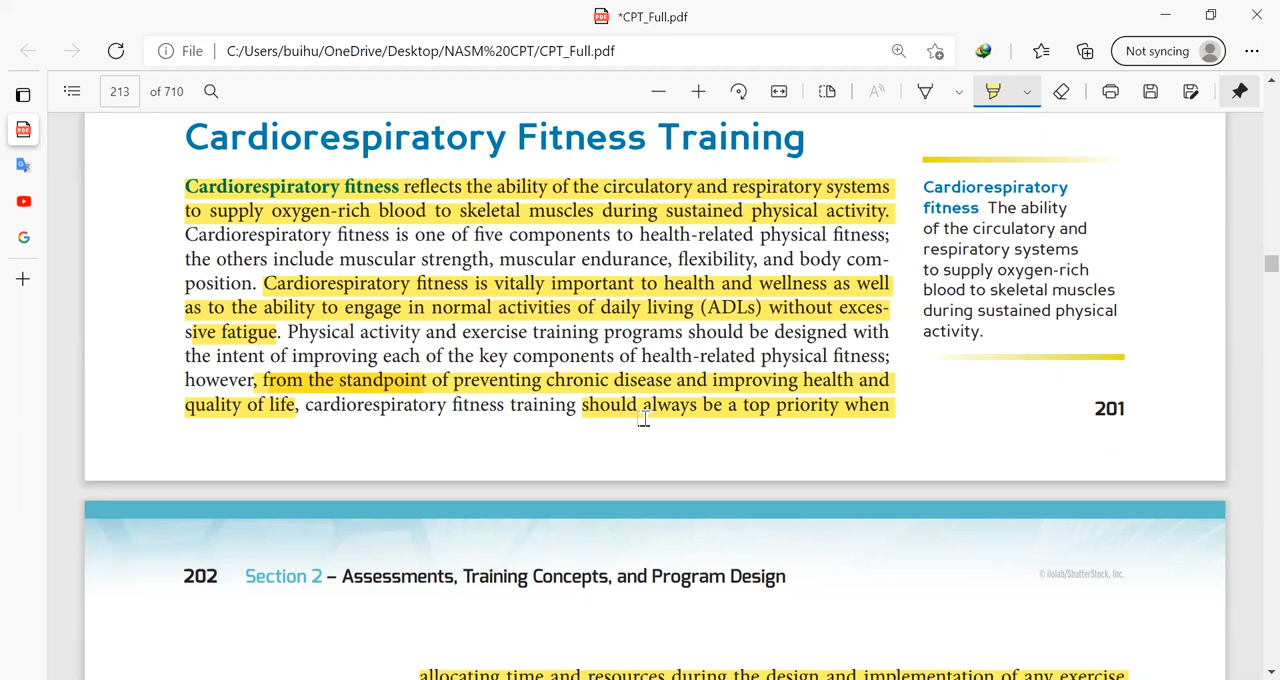 *CPT_Full.pdf
File
C:/Users/buihu/OneDrive/Desktop/NASM%20CPT/CPT_Full.pdf
Not syncing
213 of 710
Cardiorespiratory Fitness Training
Cardiorespiratory fitness reflects the ability of the circulatory and respiratory systems
to supply oxygen-rich blood to skeletal muscles during sustained physical activity.
Cardiorespiratory fitness is one of five components to health-related physical fitness;
the others include muscular strength, muscular endurance, flexibility, and body com-
position. Cardiorespiratory fitness is vitally important to health and wellness as well
as to the ability to engage in normal activities of daily living (ADLs) without exces-
sive fatigue. Physical activity and exercise training programs should be designed with
the intent of improving each of the key components of health-related physical fitness;
however, from the standpoint of preventing chronic disease and improving health and
quality of life, cardiorespiratory fitness training should always be a top priority when
Cardiorespiratory
fitness The ability
of the circulatory and
respiratory systems
to supply oxygen-rich
blood to skeletal muscles
during sustained physical
activity.
201
202 Section 2 – Assessments, Training Concepts, and Program Design
© ilolab/ShutterStock, Inc.
allocating time and resources during the design and implementation of any exercise